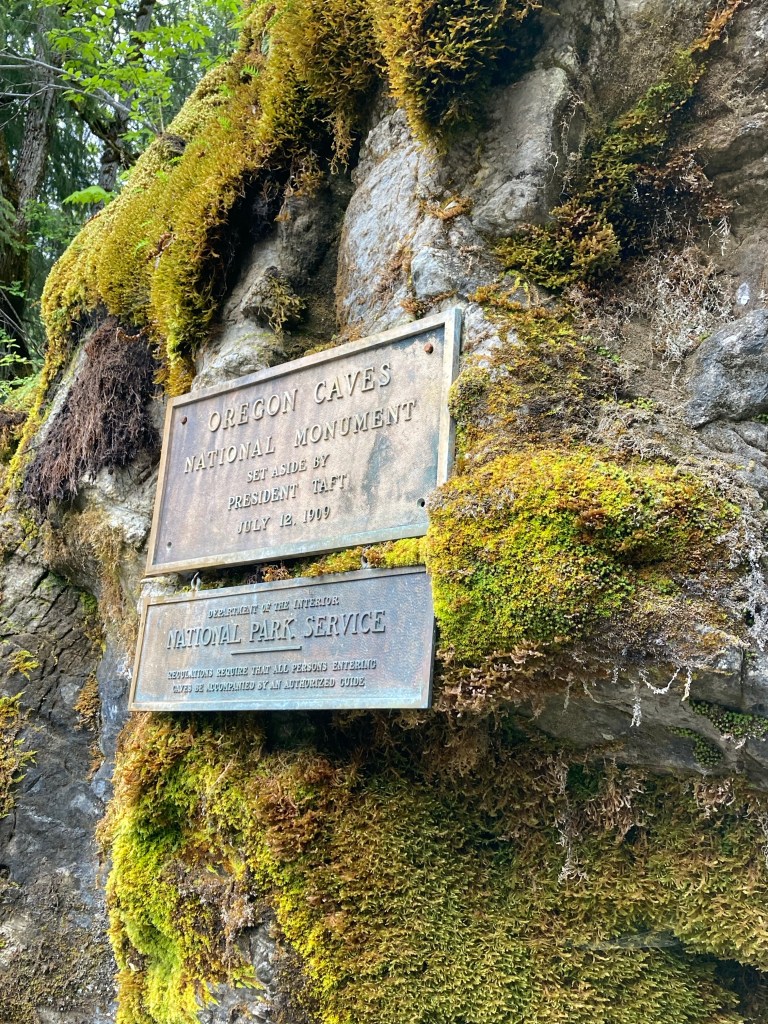 OREGON CAVES
NATIONAL MONUMENT
SET ASIDE BY
PRESIDENT TAFT
JULY 12, 1909
DEPARTMENT OF THE INTERIOR
NATIONAL PARK SERVICE
REGULATIONS REQUIRE THAT ALL PERSONS ENTERING
CAVES BE ACCOMPANIED BY AN AUTHORIZED GUIDE